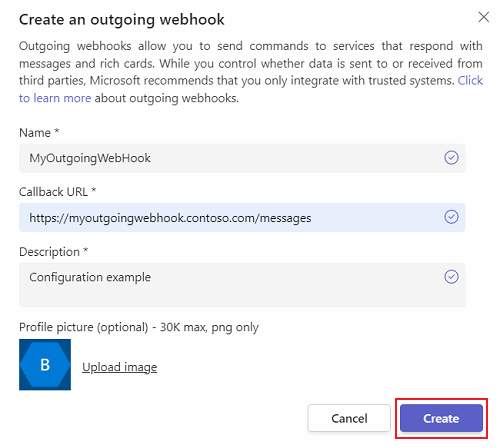 Create an outgoing webhook
Outgoing webhooks allow you to send commands to services that respond with
messages and rich cards. While you control whether data is sent to or received from
third parties, Microsoft recommends that you only integrate with trusted systems. Click
to learn more about outgoing webhooks.
Name *
MyOutgoingWebHook
Callback URL *
https://myoutgoingwebhook.contoso.com/messages
Description *
Configuration example
Profile picture (optional) - 30K max, png only
B
Upload image
Cancel
Create